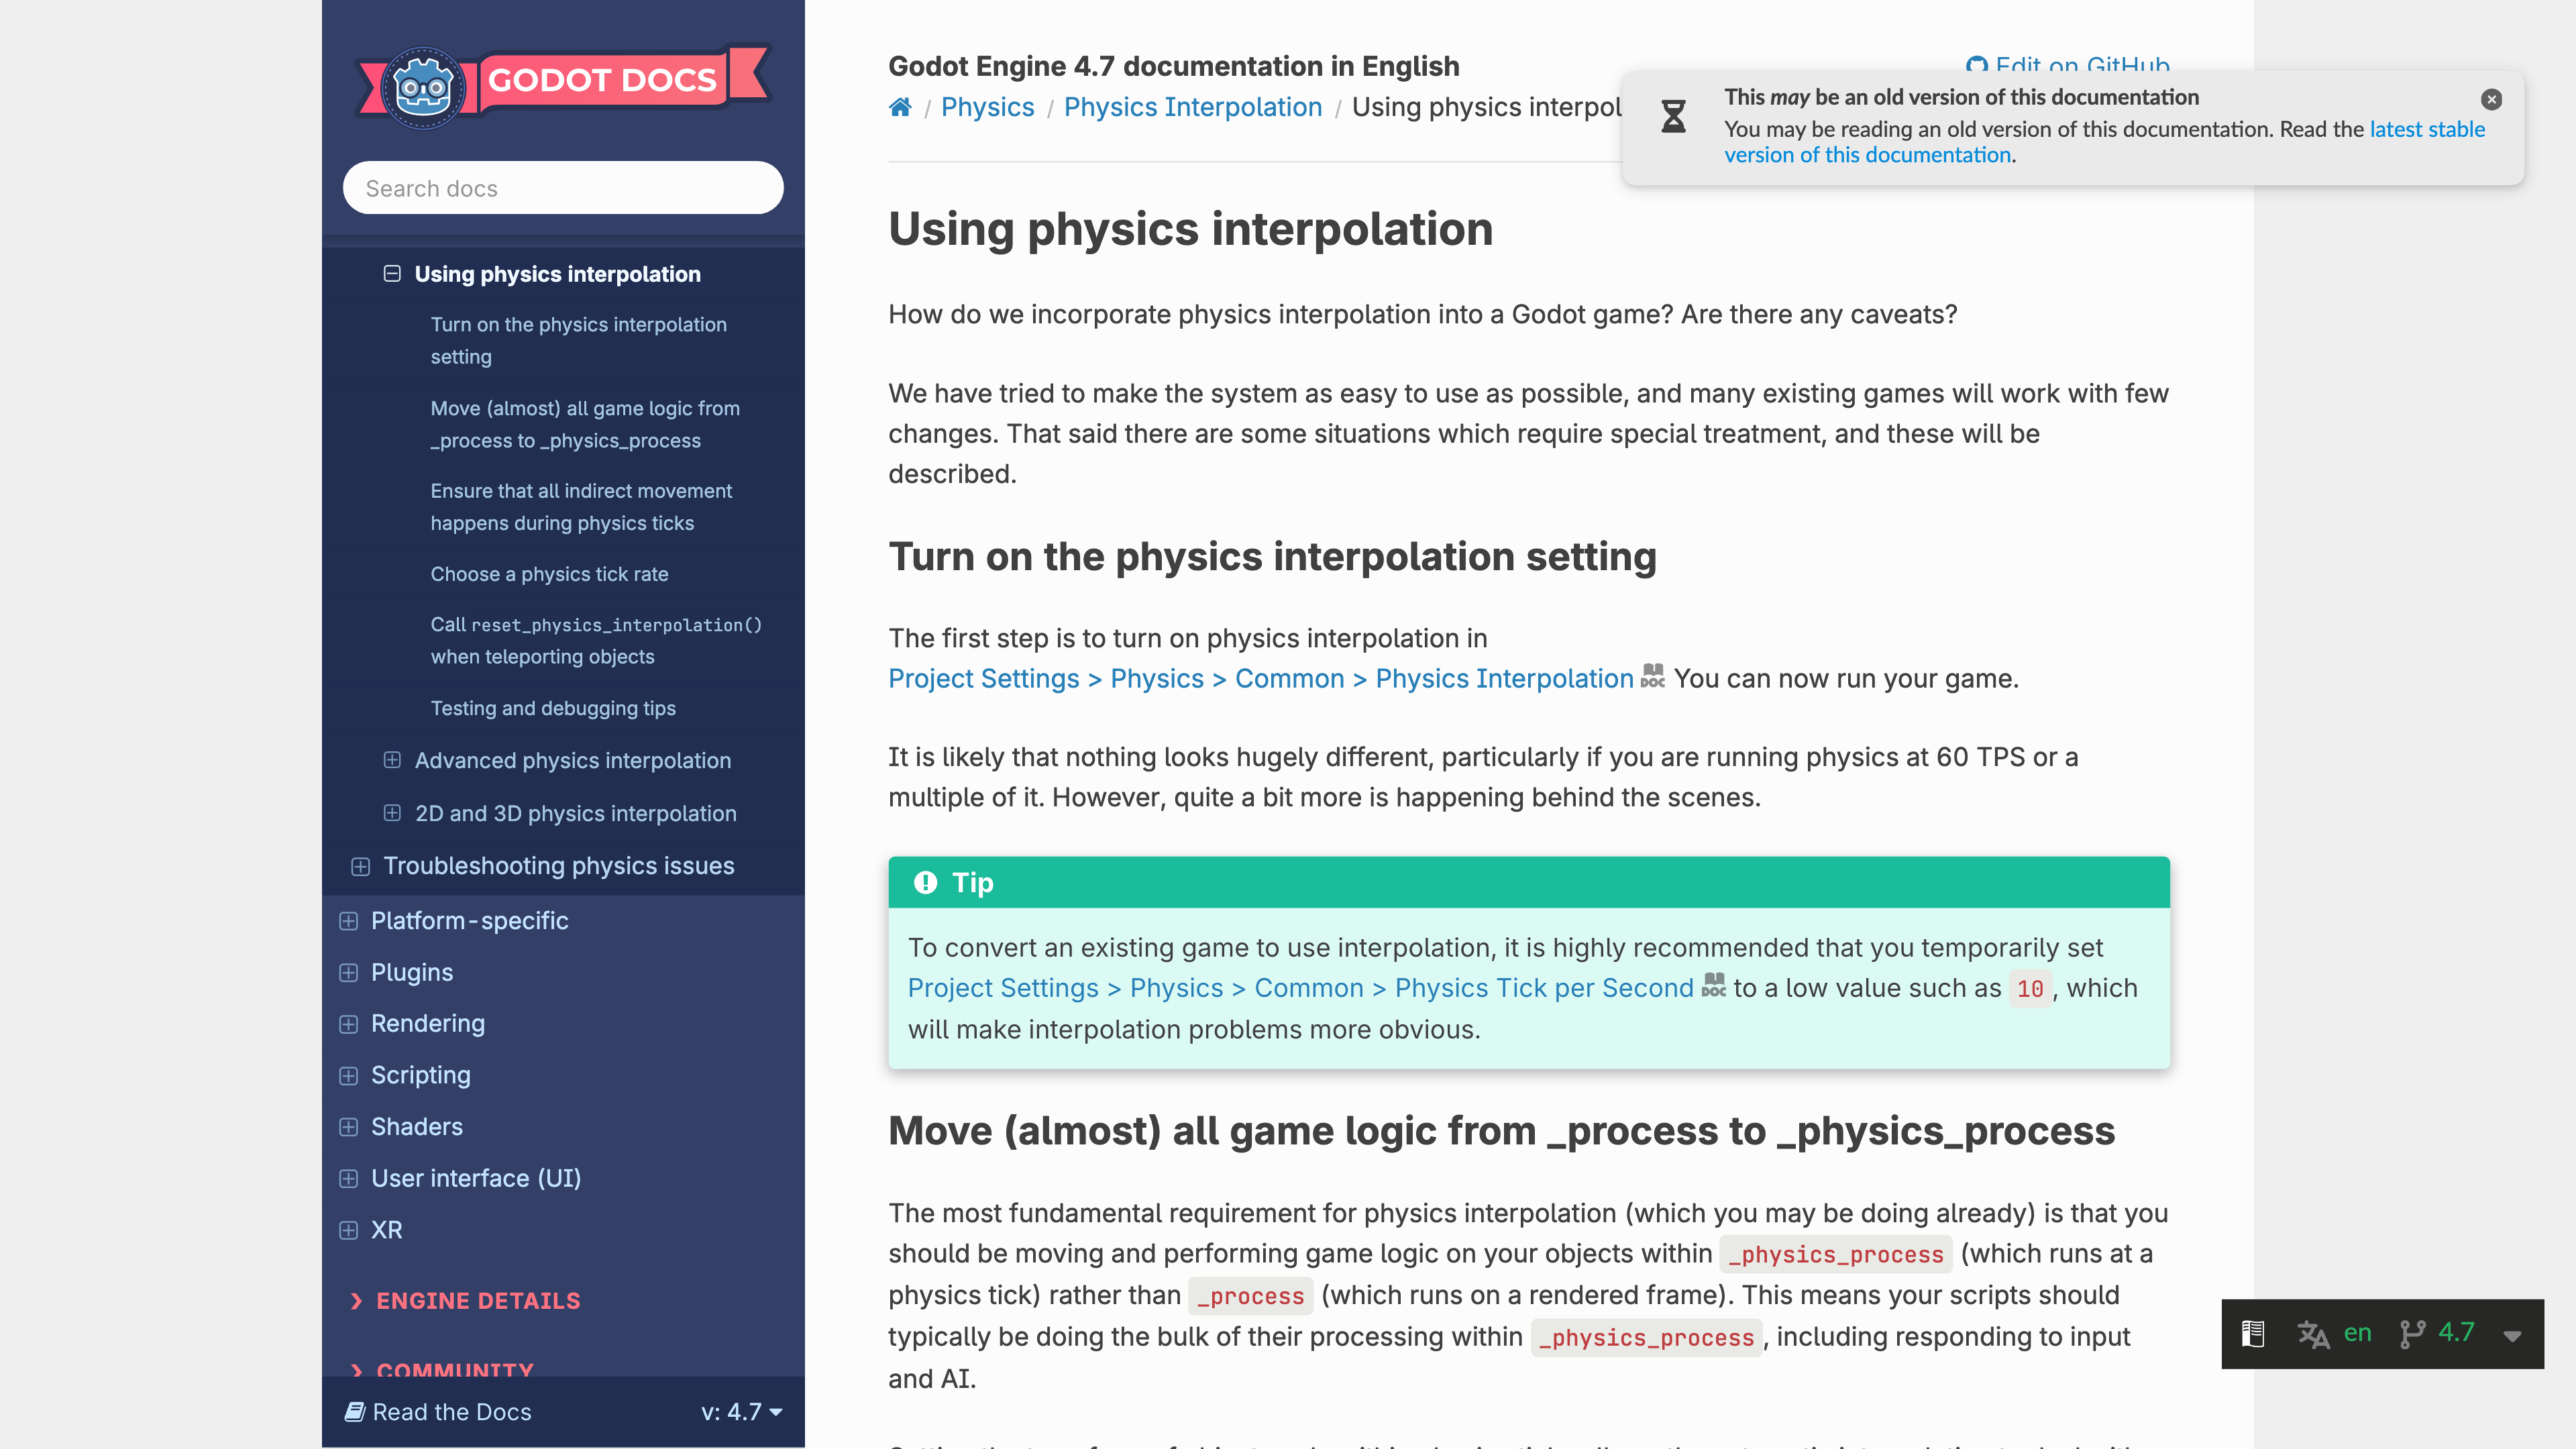 GODOT DOCS
Search docs
Using physics interpolation
Turn on the physics interpolation
setting
Move (almost) all game logic from
_process to _physics_process
Ensure that all indirect movement
happens during physics ticks
Choose a physics tick rate
Call reset_physics_interpolation()
when teleporting objects
Testing and debugging tips
Advanced physics interpolation
2D and 3D physics interpolation
Troubleshooting physics issues
Platform-specific
Plugins
Rendering
Scripting
Shaders
User interface (UI)
XR
ENGINE DETAILS
COMMUNITY
Read the Docs
v: 4.7
Godot Engine 4.7 documentation in English
Edit on GitHub
/ Physics / Physics Interpolation / Using physics interpol
This may be an old version of this documentation
You may be reading an old version of this documentation. Read the latest stable
version of this documentation.
Using physics interpolation
How do we incorporate physics interpolation into a Godot game? Are there any caveats?
We have tried to make the system as easy to use as possible, and many existing games will work with few
changes. That said there are some situations which require special treatment, and these will be
described.
Turn on the physics interpolation setting
The first step is to turn on physics interpolation in
Project Settings > Physics > Common > Physics Interpolation DOC You can now run your game.
It is likely that nothing looks hugely different, particularly if you are running physics at 60 TPS or a
multiple of it. However, quite a bit more is happening behind the scenes.
Tip
To convert an existing game to use interpolation, it is highly recommended that you temporarily set
Project Settings > Physics > Common > Physics Tick per Second DOC to a low value such as 10, which
will make interpolation problems more obvious.
Move (almost) all game logic from _process to _physics_process
The most fundamental requirement for physics interpolation (which you may be doing already) is that you
should be moving and performing game logic on your objects within _physics_process (which runs at a
physics tick) rather than _process (which runs on a rendered frame). This means your scripts should
typically be doing the bulk of their processing within _physics_process, including responding to input
and AI.
en 4.7